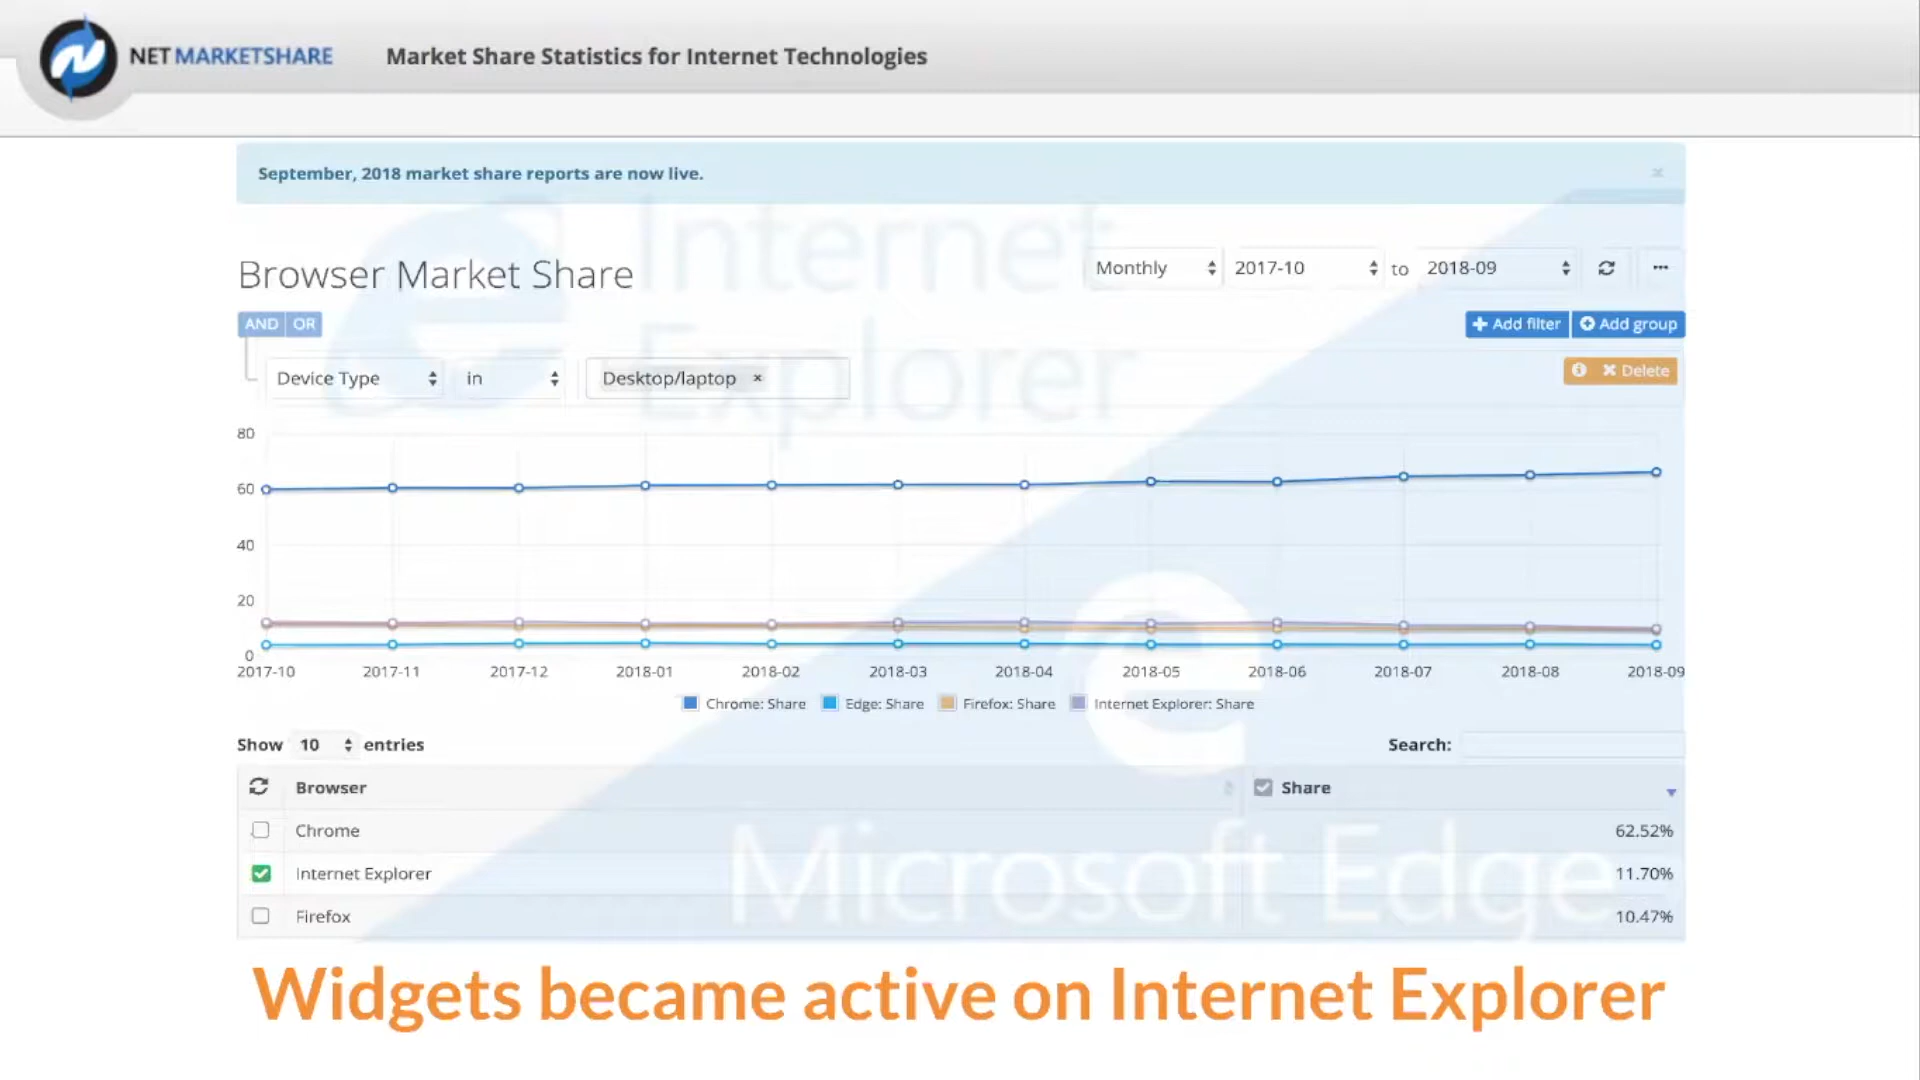 NET MARKETSHARE
Market Share Statistics for Internet Technologies
September, 2018 market share reports are now live.
×
Internet
Explorer
Browser Market Share
Monthly 2017-10 to 2018-09
AND OR
+ Add filter
Add group
Device Type in Desktop/laptop ×
Delete
80
60
40
20
0
2017-10 2017-11 2017-12 2018-01 2018-02 2018-03 2018-04 2018-05 2018-06 2018-07 2018-08 2018-09
Chrome: Share Edge: Share Firefox: Share Internet Explorer: Share
Show 10 entries
Search:
Browser Share
Chrome 62.52%
Internet Explorer 11.70%
Firefox 10.47%
Microsoft Edge
Widgets became active on Internet Explorer